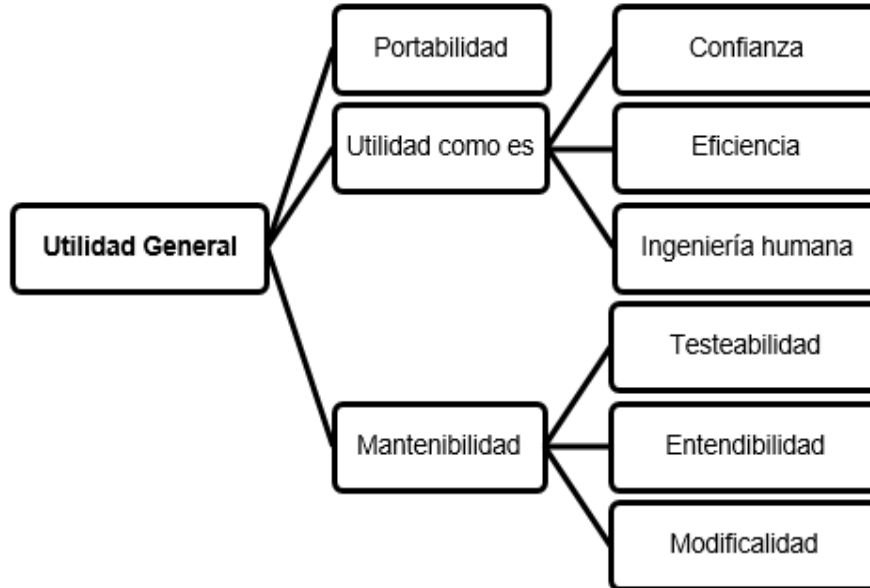 Portabilidad
Confianza
Utilidad como es
Eficiencia
Utilidad General
Ingeniería humana
Testeabilidad
Mantenibilidad
Entendibilidad
Modificalidad